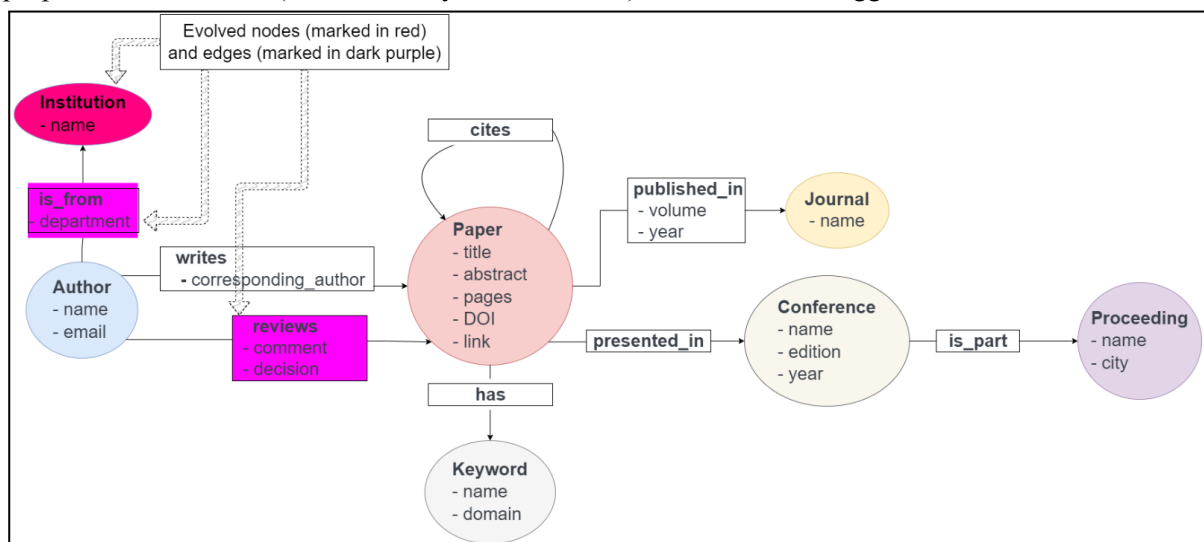 Evolved nodes (marked in red)
and edges (marked in dark purple)
Institution
- name
cites
is_from
- department
published_in
- volume
- year
Journal
- name
Paper
- title
- abstract
- pages
- DOI
- link
writes
- corresponding_author
Author
- name
- email
reviews
- comment
- decision
presented_in
Conference
- name
- edition
- year
is_part
Proceeding
- name
- city
has
Keyword
- name
- domain